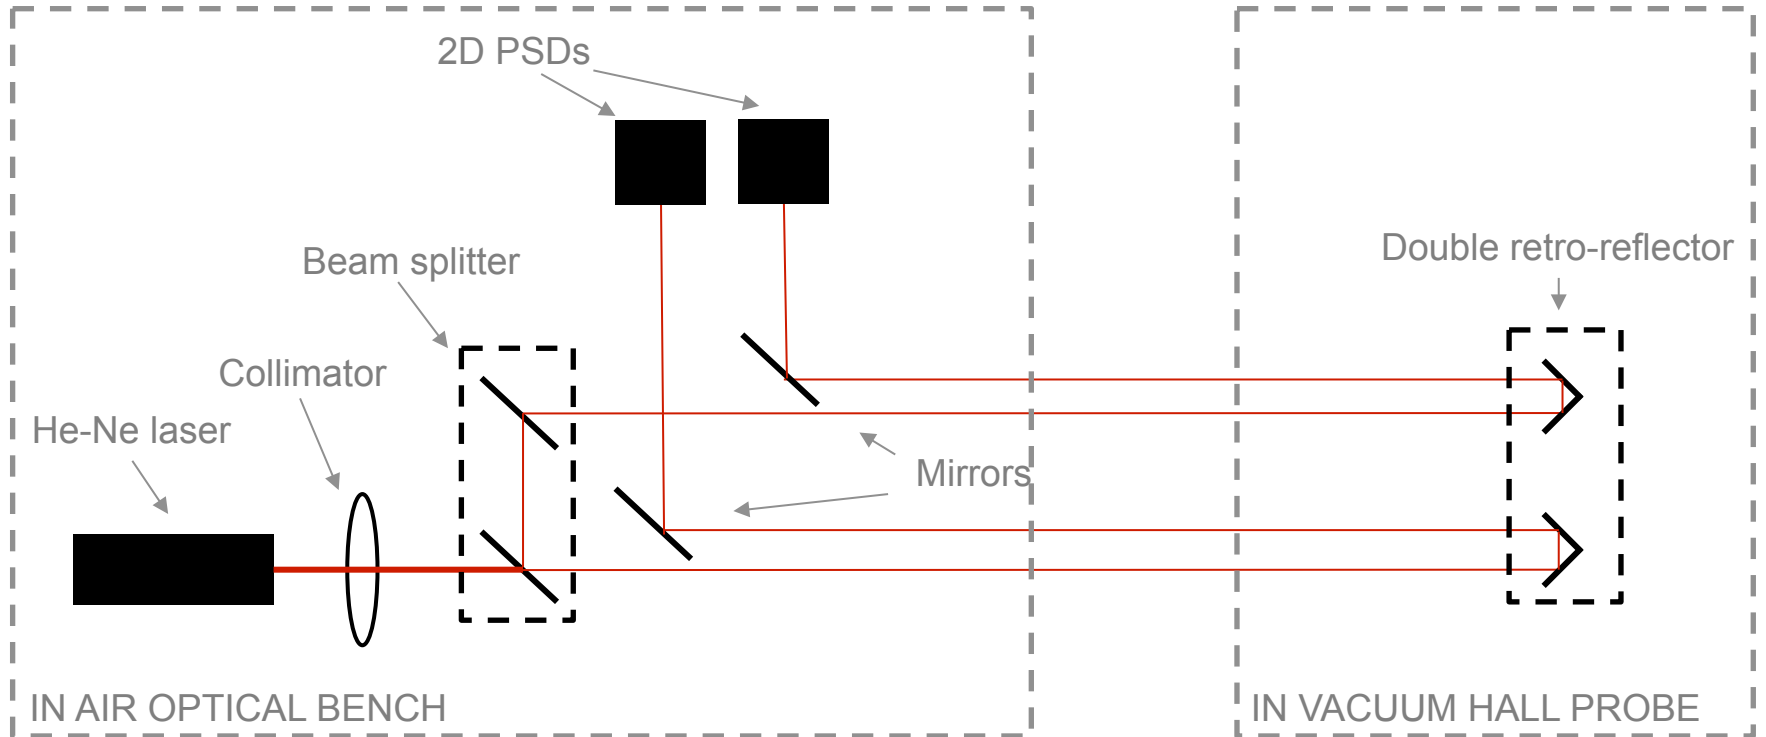 2D PSDs
Beam splitter
Double retro-reflector
Collimator
He-Ne laser
Mirrors
IN AIR OPTICAL BENCH
IN VACUUM HALL PROBE